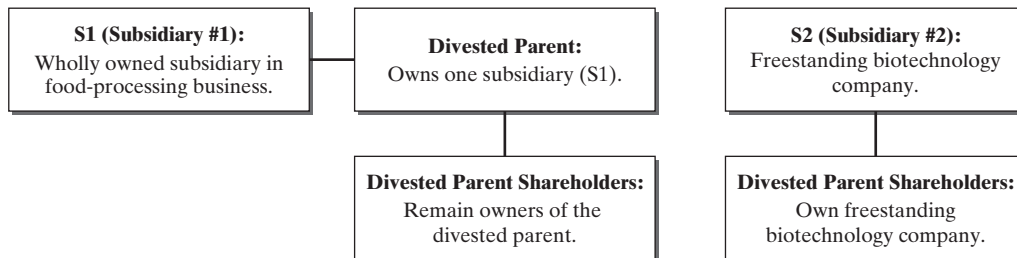 S1 (Subsidiary #1):
Wholly owned subsidiary in
food-processing business.
Divested Parent:
Owns one subsidiary (S1).
S2 (Subsidiary #2):
Freestanding biotechnology
company.
Divested Parent Shareholders:
Remain owners of the
divested parent.
Divested Parent Shareholders:
Own freestanding
biotechnology company.